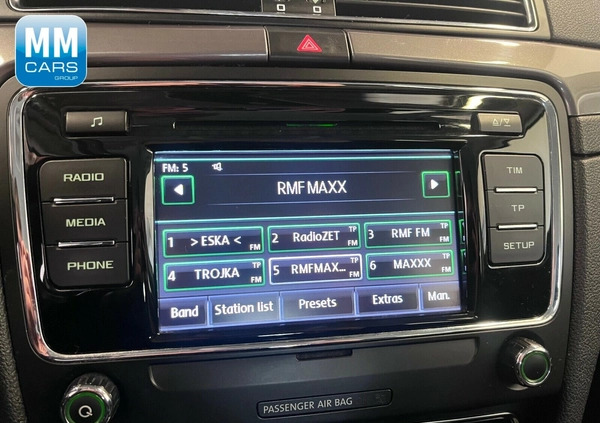 MM
CARS
GROUP
RADIO
MEDIA
PHONE
FM: 5
RMF MAXX
1 > ESKA < FM
2 RadioZET TP FM
3 RMF FM TP FM
4 TROJKA TP FM
5 RMFMAX... TP FM
6 MAXXX TP FM
Band Station list Presets Extras Man.
TIM
TP
SETUP
PASSENGER AIR BAG